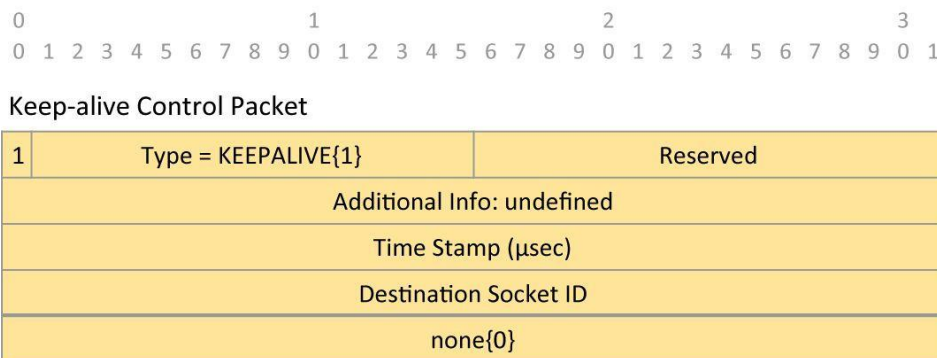 0 1 2 3
0 1 2 3 4 5 6 7 8 9 0 1 2 3 4 5 6 7 8 9 0 1 2 3 4 5 6 7 8 9 0 1
Keep-alive Control Packet
1 Type = KEEPALIVE{1} Reserved
Additional Info: undefined
Time Stamp (μsec)
Destination Socket ID
none{0}